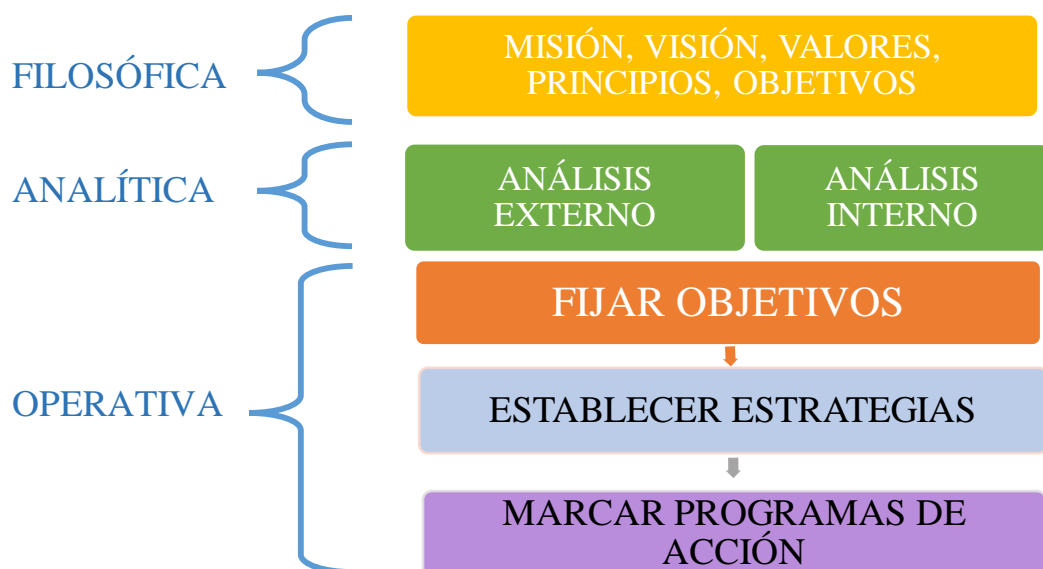 FILOSÓFICA
MISIÓN, VISIÓN, VALORES,
PRINCIPIOS, OBJETIVOS
ANALÍTICA
ANÁLISIS
EXTERNO
ANÁLISIS
INTERNO
OPERATIVA
FIJAR OBJETIVOS
ESTABLECER ESTRATEGIAS
MARCAR PROGRAMAS DE
ACCIÓN